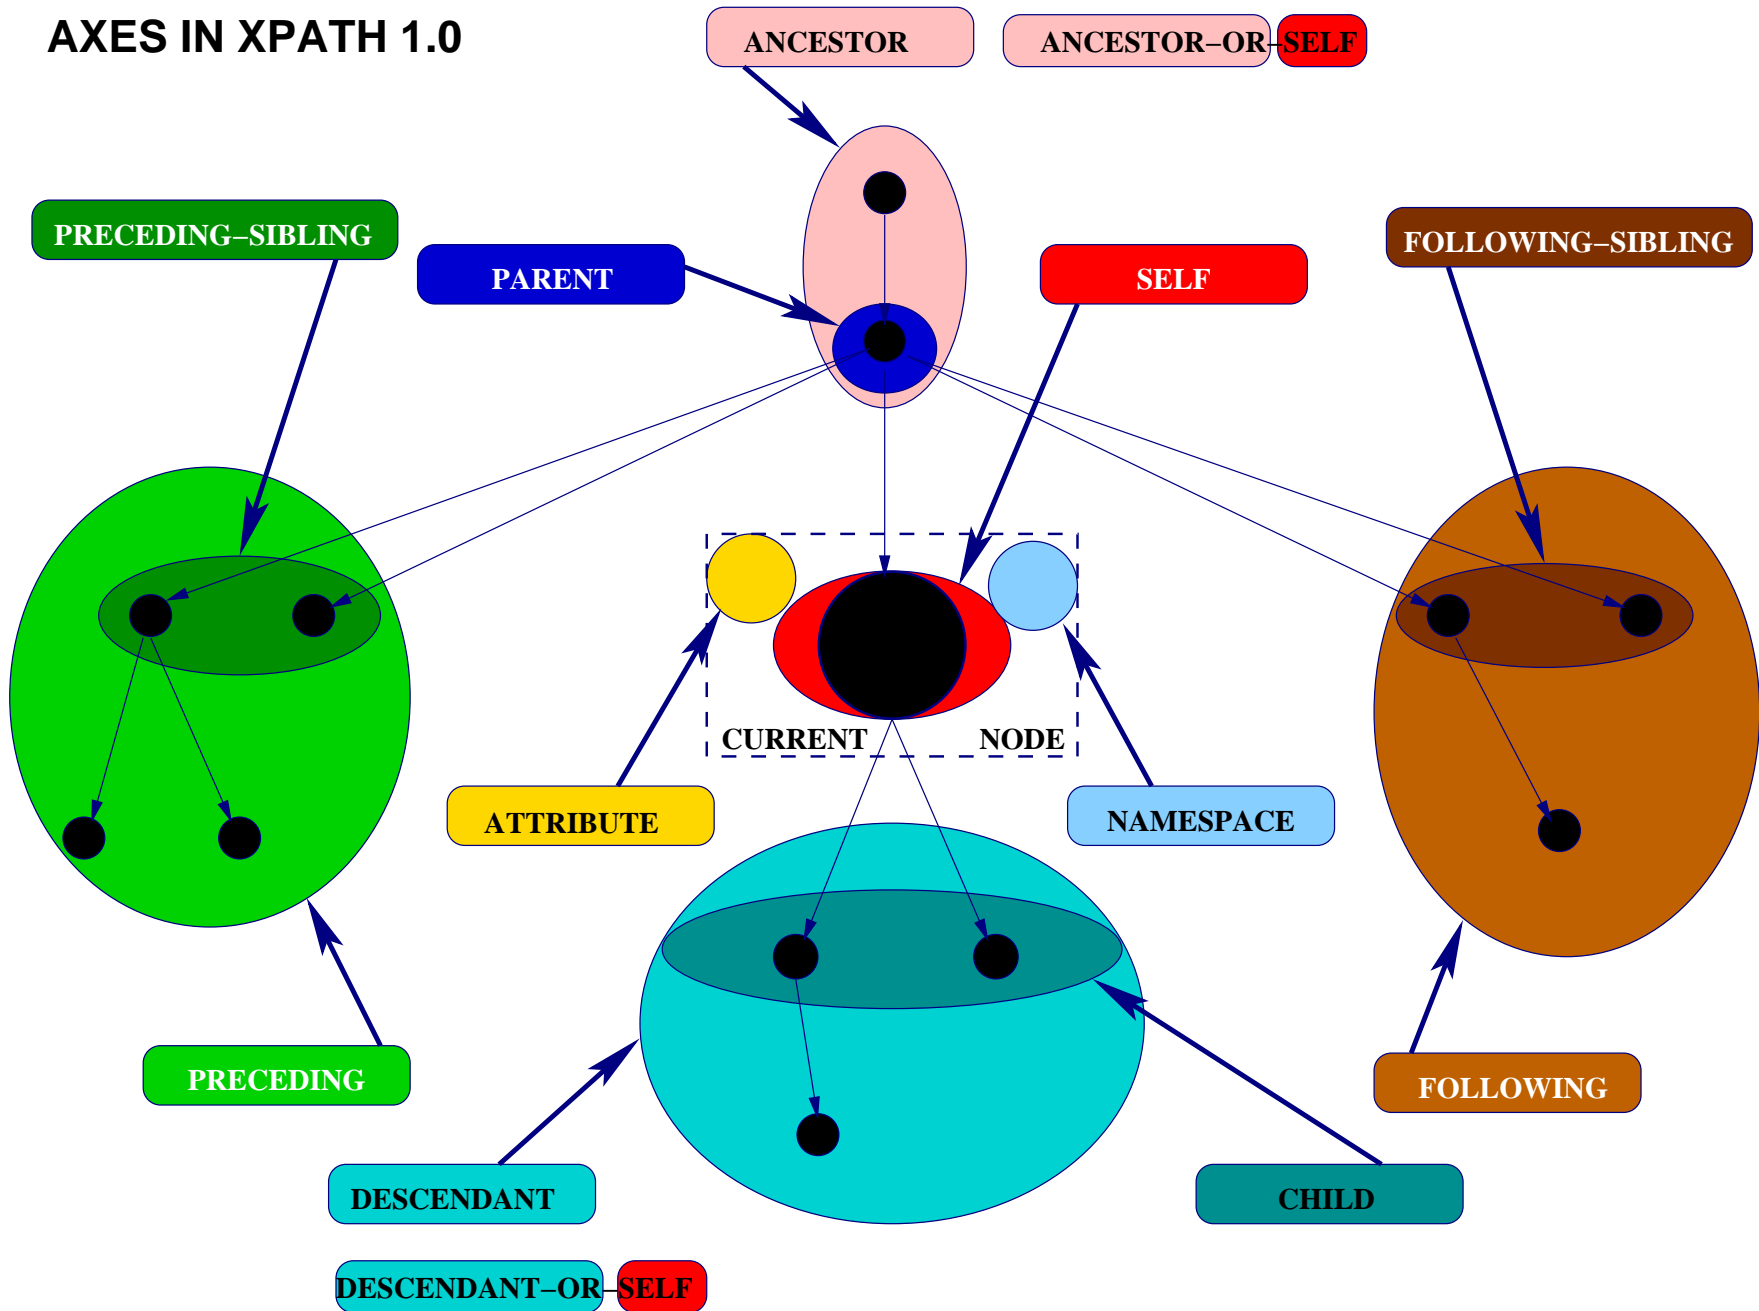 AXES IN XPATH 1.0
ANCESTOR
ANCESTOR–OR–SELF
PRECEDING–SIBLING
PARENT
SELF
FOLLOWING–SIBLING
CURRENT NODE
ATTRIBUTE
NAMESPACE
PRECEDING
FOLLOWING
DESCENDANT
CHILD
DESCENDANT–OR–SELF